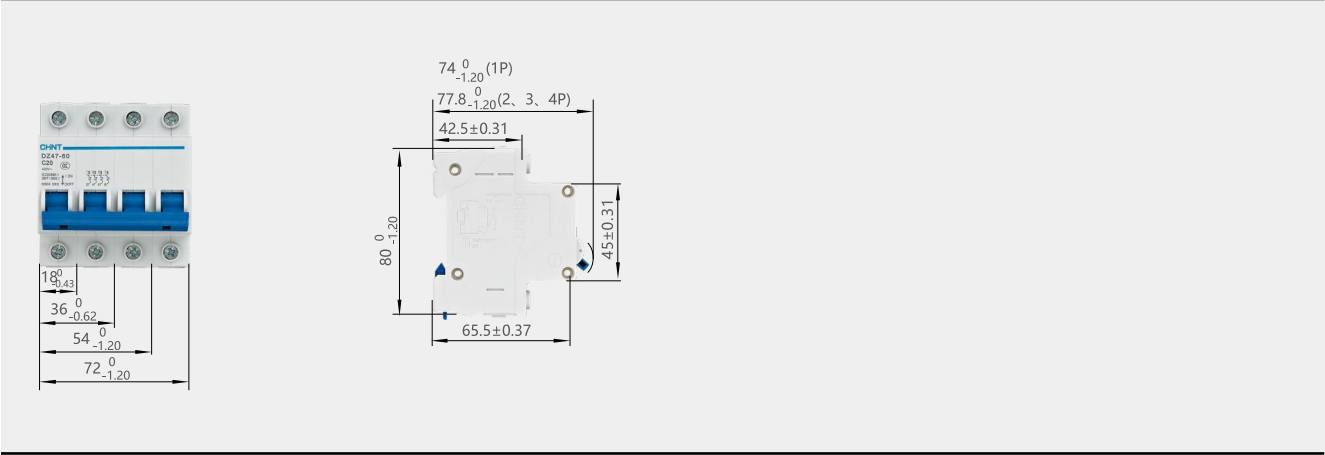 CHNT
DZ47-60
C20
18 0 -0.43
36 0 -0.62
54 0 -1.20
72 0 -1.20
74 0 -1.20 (1P)
77.8 0 -1.20 (2、3、4P)
42.5±0.31
80 0 -1.20
45±0.31
65.5±0.37
CHNT